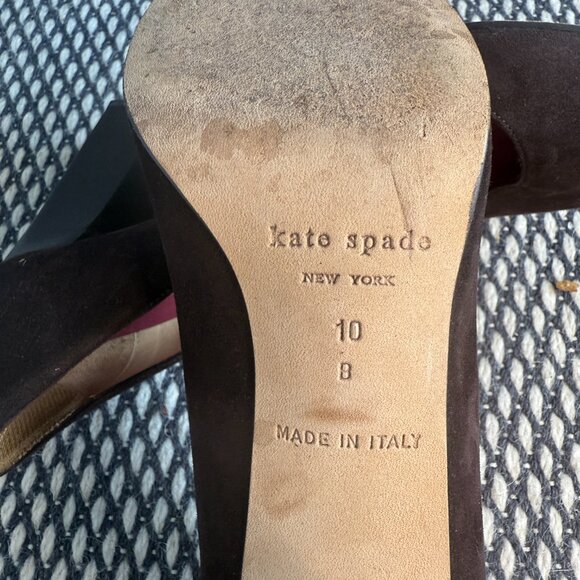 kate spade
NEW YORK
10
B
MADE IN ITALY